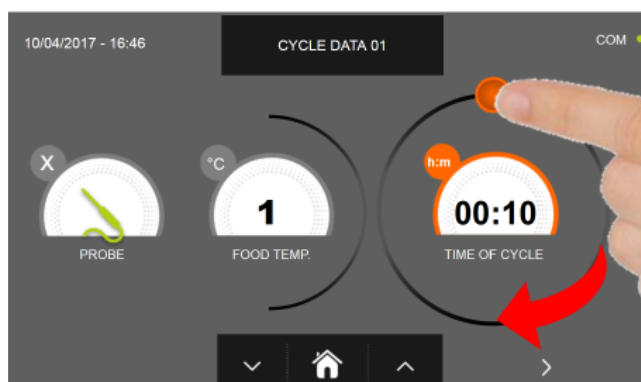 10/04/2017 - 16:46
CYCLE DATA 01
COM
X
°C
h:m
1
00:10
PROBE
FOOD TEMP.
TIME OF CYCLE